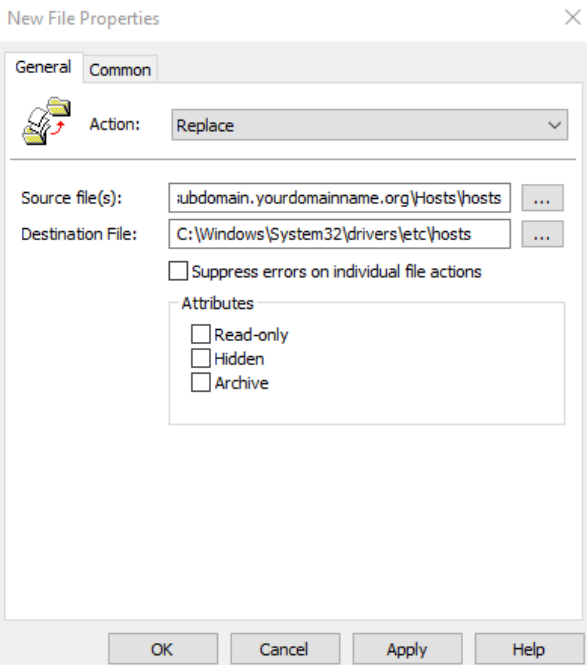 New File Properties
General Common
Action: Replace
Source file(s): ubdomain.yourdomainname.org\Hosts\hosts ...
Destination File: C:\Windows\System32\drivers\etc\hosts ...
Suppress errors on individual file actions
Attributes
Read-only
Hidden
Archive
OK Cancel Apply Help